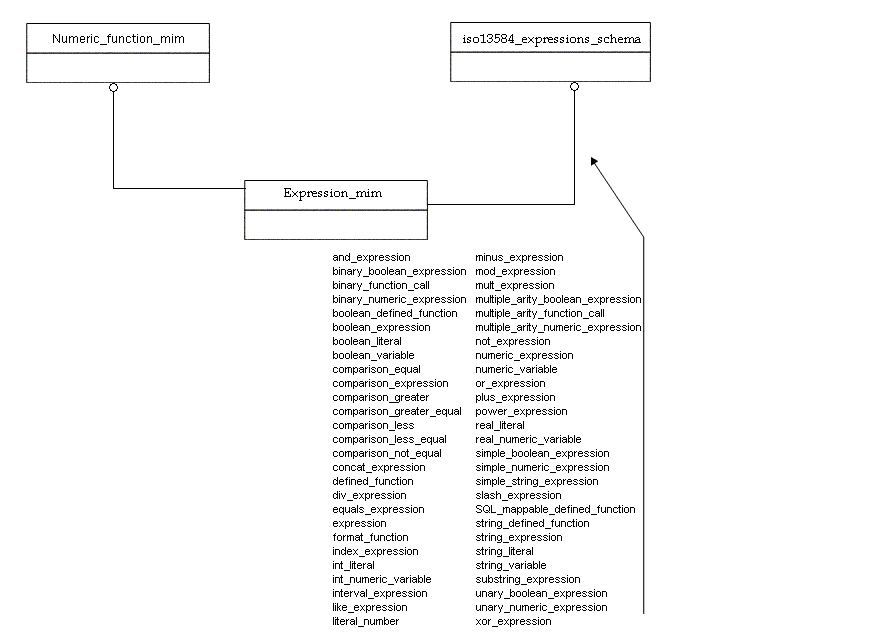 Numeric_function_mim
iso13584_expressions_schema
Expression_mim
and_expression
binary_boolean_expression
binary_function_call
binary_numeric_expression
boolean_defined_function
boolean_expression
boolean_literal
boolean_variable
comparison_equal
comparison_expression
comparison_greater
comparison_greater_equal
comparison_less
comparison_less_equal
comparison_not_equal
concat_expression
defined_function
div_expression
equals_expression
expression
format_function
index_expression
int_literal
int_numeric_variable
interval_expression
like_expression
literal_number
minus_expression
mod_expression
mult_expression
multiple_arity_boolean_expression
multiple_arity_function_call
multiple_arity_numeric_expression
not_expression
numeric_expression
numeric_variable
or_expression
plus_expression
power_expression
real_literal
real_numeric_variable
simple_boolean_expression
simple_numeric_expression
simple_string_expression
slash_expression
SQL_mappable_defined_function
string_defined_function
string_expression
string_literal
string_variable
substring_expression
unary_boolean_expression
unary_numeric_expression
xor_expression